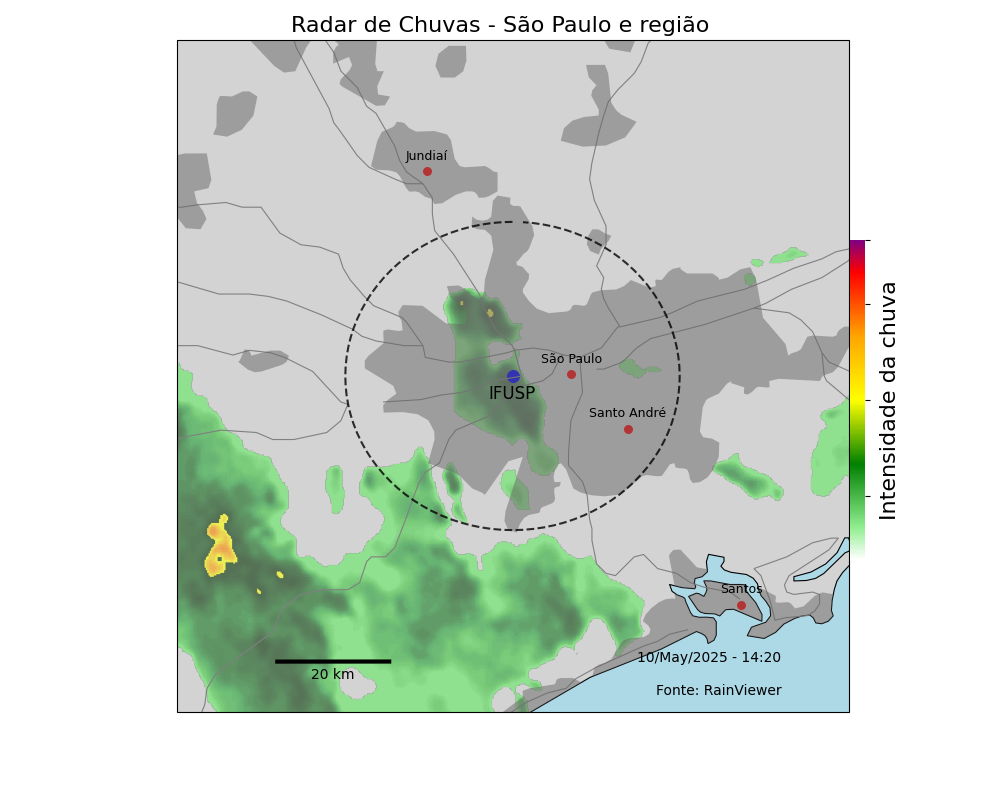 Radar de Chuvas - São Paulo e região
Jundiaí
São Paulo
IFUSP
Santo André
Intensidade da chuva
Santos
10/May/2025 - 14:20
20 km
Fonte: RainViewer